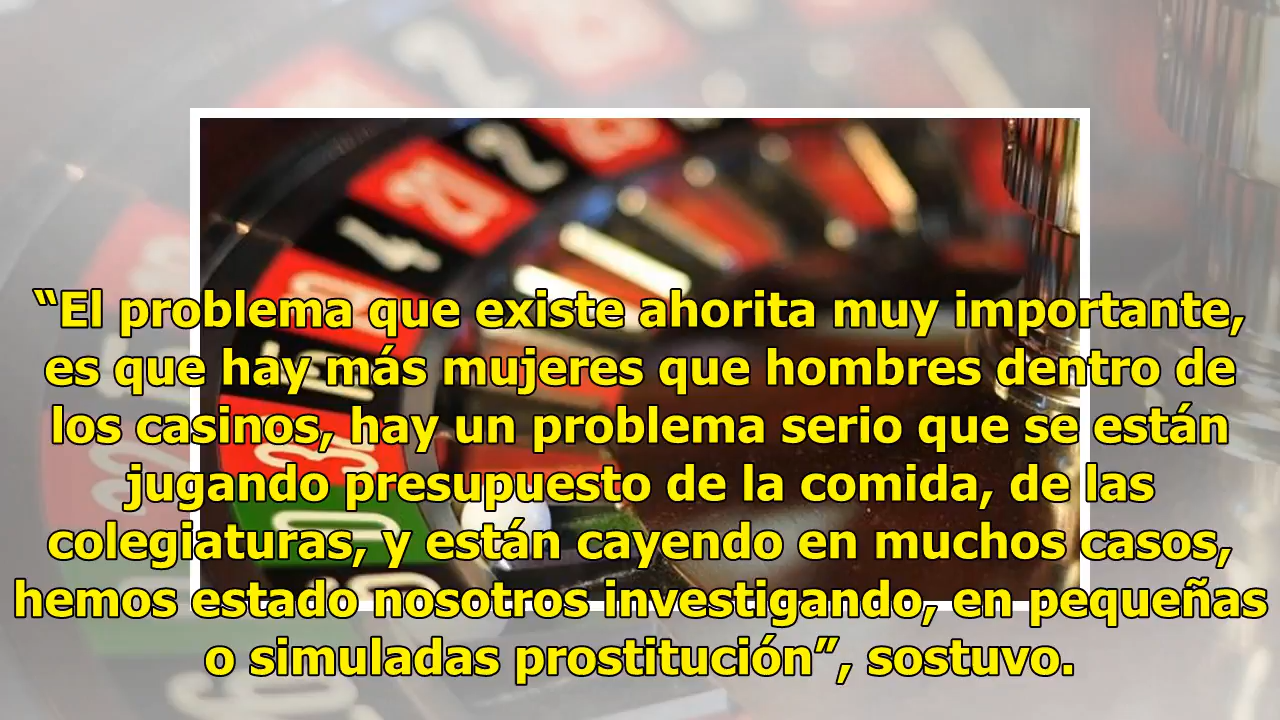 “El problema que existe ahorita muy importante,
es que hay más mujeres que hombres dentro de
los casinos, hay un problema serio que se están
jugando presupuesto de la comida, de las
colegiaturas, y están cayendo en muchos casos,
hemos estado nosotros investigando, en pequeñas
o simuladas prostitución”, sostuvo.